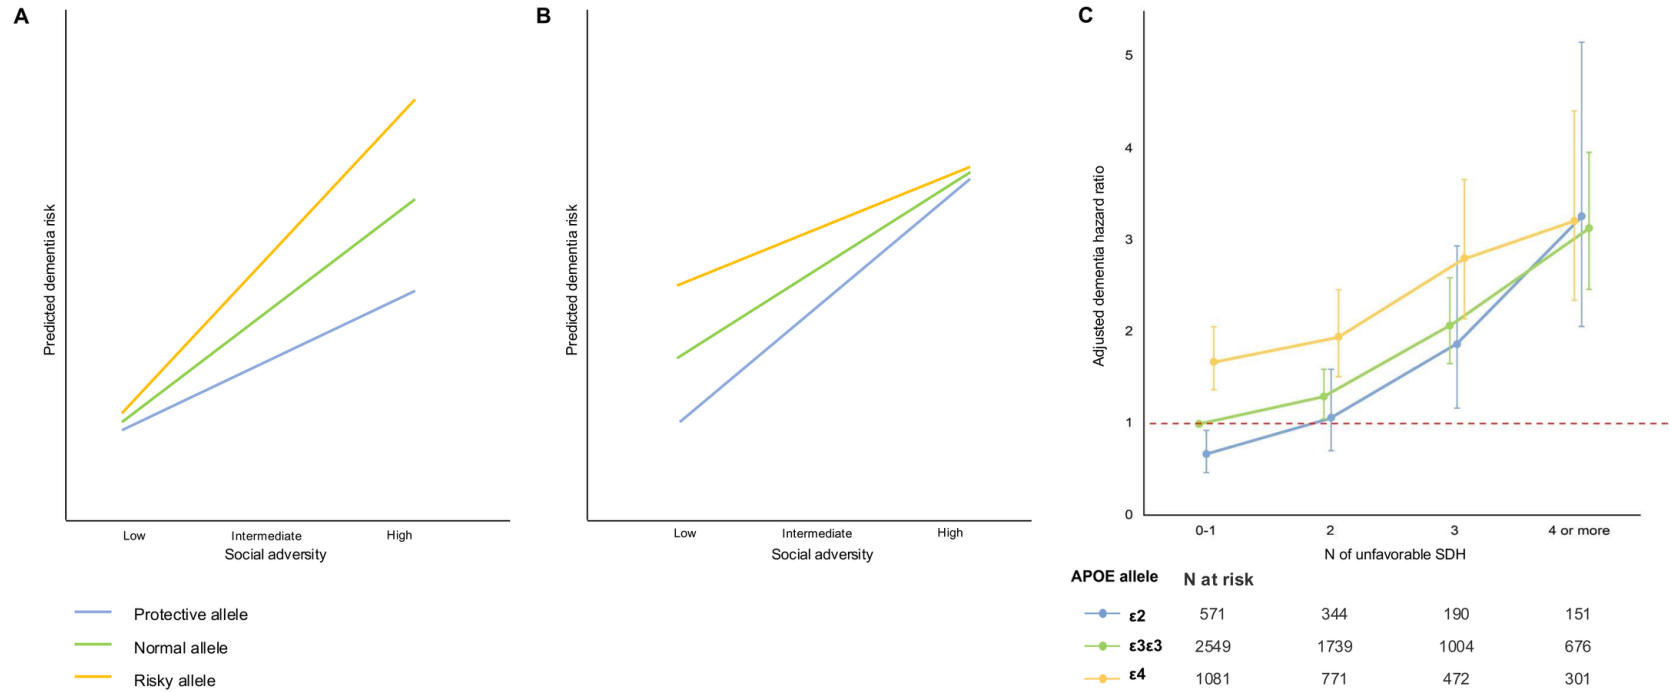 A
Predicted dementia risk
Low Intermediate High
Social adversity
Protective allele
Normal allele
Risky allele
B
Predicted dementia risk
Low Intermediate High
Social adversity
C
Adjusted dementia hazard ratio
5
4
3
2
1
0
0-1 2 3 4 or more
N of unfavorable SDH
APOE allele N at risk
ε2 571 344 190 151
ε3ε3 2549 1739 1004 676
ε4 1081 771 472 301